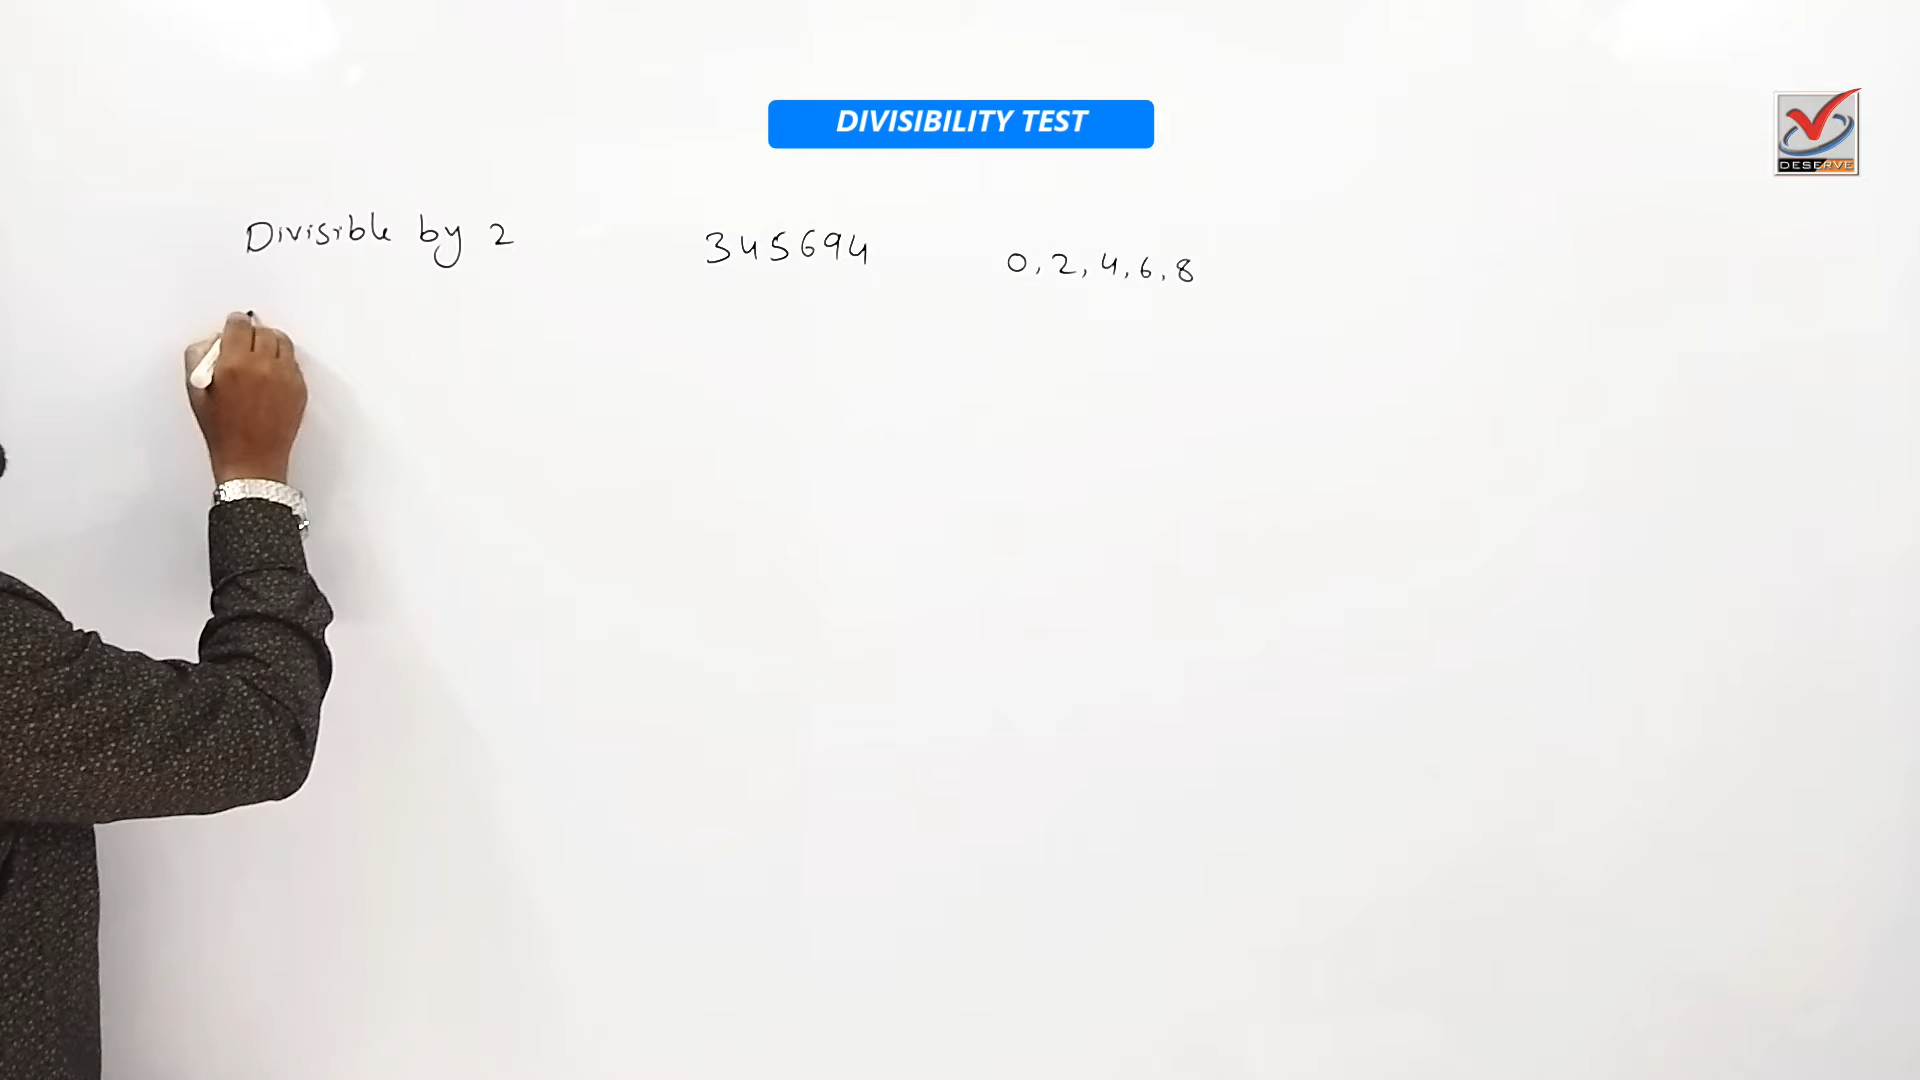 DIVISIBILITY TEST
DESERVE
Divisible by 2 345694 0, 2, 4, 6, 8